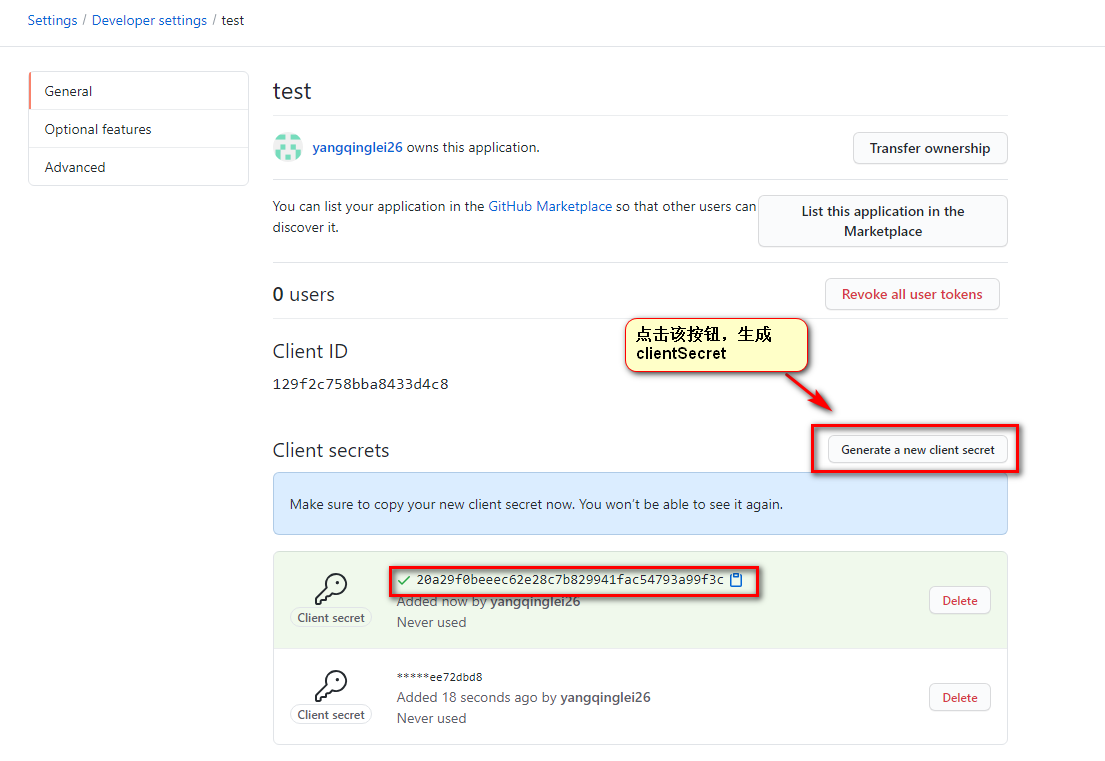 Settings / Developer settings / test
General
Optional features
Advanced
test
yangqinglei26 owns this application.
Transfer ownership
You can list your application in the GitHub Marketplace so that other users can
discover it.
List this application in the
Marketplace
0 users
Revoke all user tokens
点击该按钮，生成
clientSecret
Client ID
129f2c758bba8433d4c8
Client secrets
Generate a new client secret
Make sure to copy your new client secret now. You won't be able to see it again.
20a29f0beeec62e28c7b829941fac54793a99f3c
Added now by yangqinglei26
Never used
Client secret
Delete
*****ee72dbd8
Added 18 seconds ago by yangqinglei26
Never used
Client secret
Delete